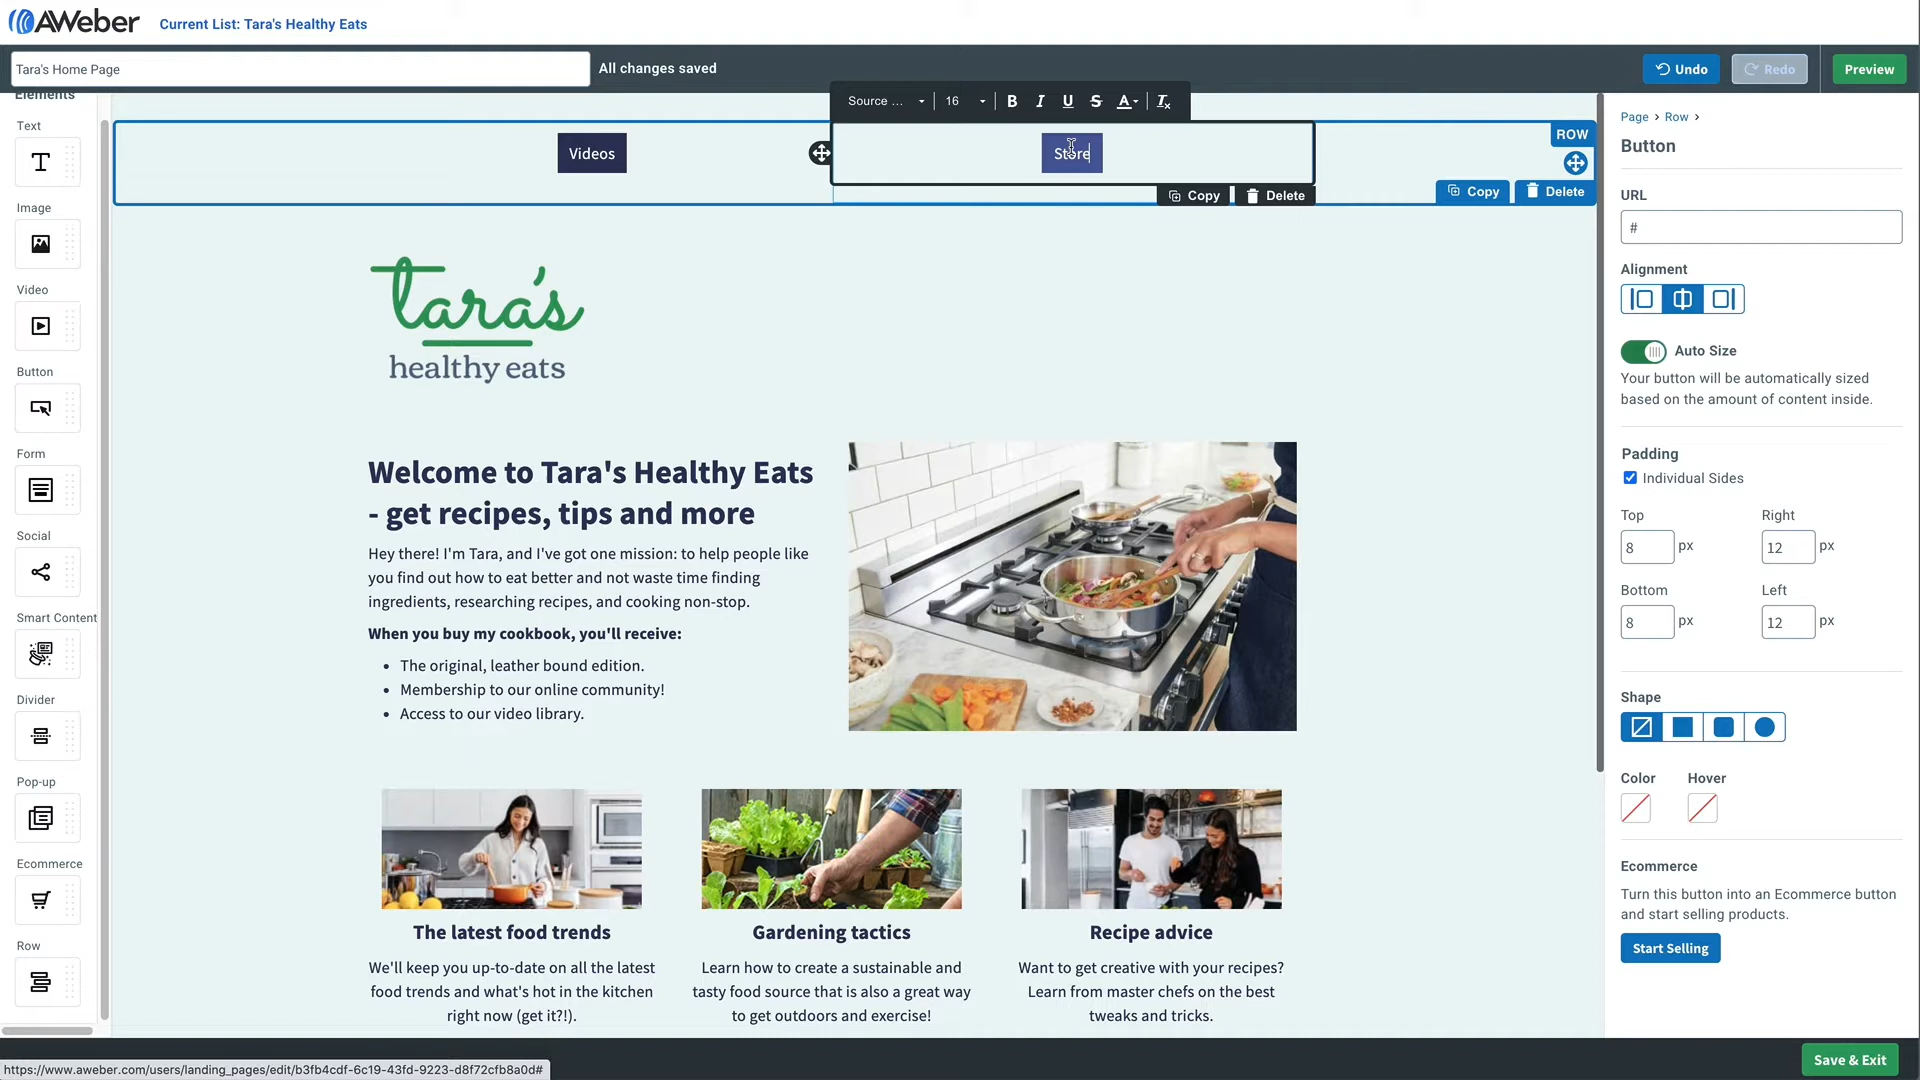 AWeber
Current List: Tara's Healthy Eats
Tara's Home Page
All changes saved
Undo
Redo
Preview
Elements
Text
Image
Video
Button
Form
Social
Smart Content
Divider
Pop-up
Ecommerce
Row
Source ...
16
B I U S A Tx
Videos
Store
ROW
Copy
Delete
Copy
Delete
tara's
healthy eats
Welcome to Tara's Healthy Eats
- get recipes, tips and more
Hey there! I'm Tara, and I've got one mission: to help people like
you find out how to eat better and not waste time finding
ingredients, researching recipes, and cooking non-stop.
When you buy my cookbook, you'll receive:
• The original, leather bound edition.
• Membership to our online community!
• Access to our video library.
The latest food trends
We'll keep you up-to-date on all the latest
food trends and what's hot in the kitchen
right now (get it?!).
Gardening tactics
Learn how to create a sustainable and
tasty food source that is also a great way
to get outdoors and exercise!
Recipe advice
Want to get creative with your recipes?
Learn from master chefs on the best
tweaks and tricks.
Page > Row >
Button
URL
#
Alignment
Auto Size
Your button will be automatically sized
based on the amount of content inside.
Padding
Individual Sides
Top
Right
8 px
12 px
Bottom
Left
8 px
12 px
Shape
Color
Hover
Ecommerce
Turn this button into an Ecommerce button
and start selling products.
Start Selling
Save & Exit
https://www.aweber.com/users/landing_pages/edit/b3fb4cdf-6c19-43fd-9223-d8f72cfb8a0d#